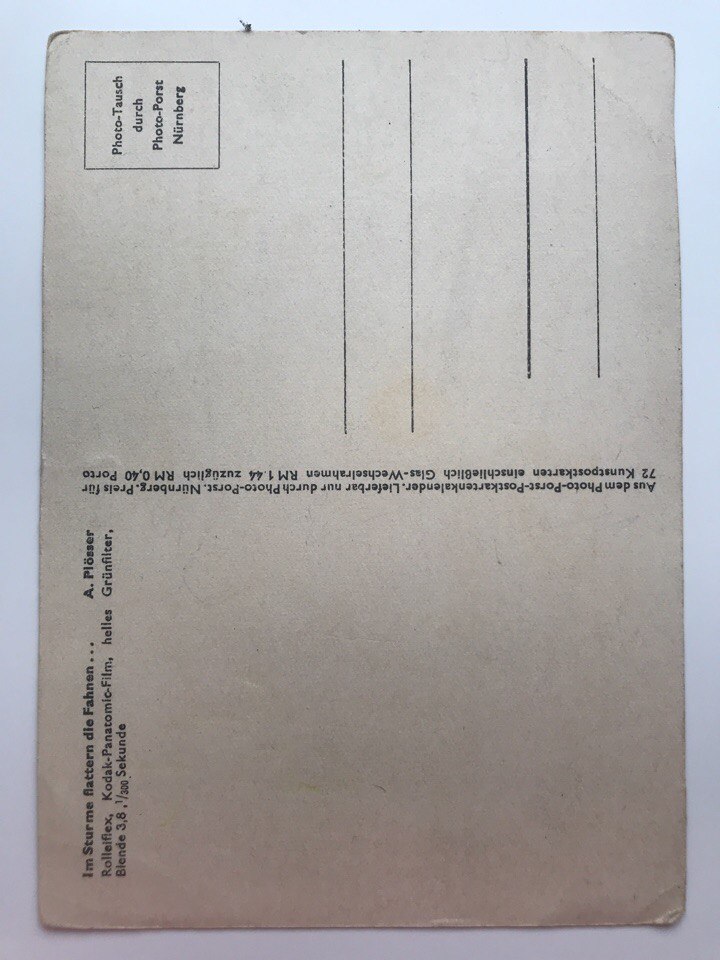 Im Sturme flattern die Fahnen ... A. Plösser
Rolleiflex, Kodak-Panatomic-Film, helles Grünfilter,
Blende 3,8, 1/300 Sekunde
Aus dem Photo-Porst-Postkartenkalender. Lieferbar nur durch Photo-Porst, Nürnberg. Preis für
72 Kunstpostkarten einschließlich Glas-Wechselrahmen RM 1.44 zuzüglich RM 0,40 Porto
Photo-Tausch
durch
Photo-Porst
Nürnberg